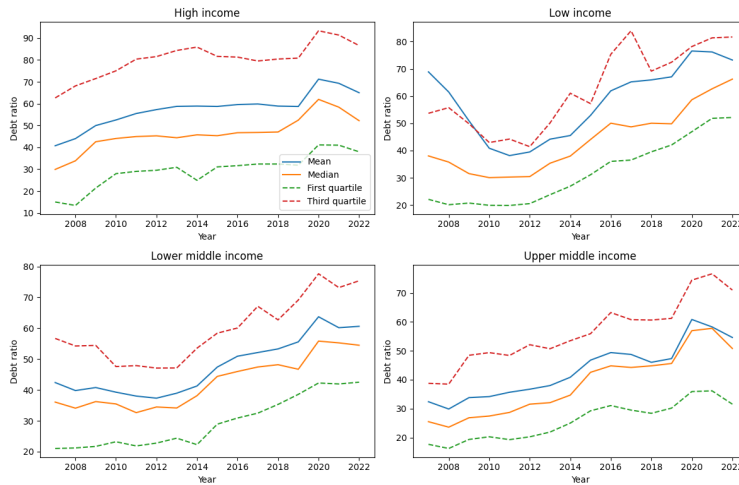 High income
Debt ratio
90
80
70
60
50
40
30
20
10
2008 2010 2012 2014 2016 2018 2020 2022
Year
Mean
Median
First quartile
Third quartile
Low income
Debt ratio
80
70
60
50
40
30
20
2008 2010 2012 2014 2016 2018 2020 2022
Year
Lower middle income
Debt ratio
80
70
60
50
40
30
20
2008 2010 2012 2014 2016 2018 2020 2022
Year
Upper middle income
Debt ratio
70
60
50
40
30
20
2008 2010 2012 2014 2016 2018 2020 2022
Year